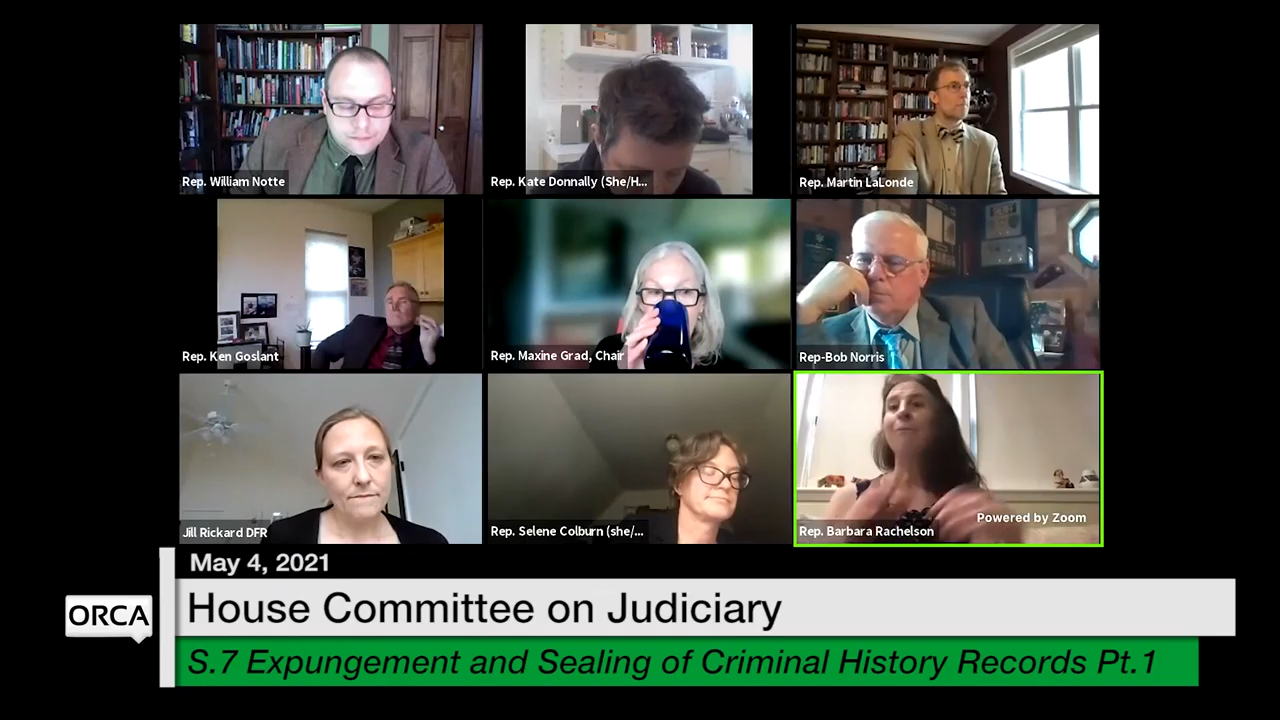 Rep. William Notte
Rep. Kate Donnally (She/H...
Rep. Martin LaLonde
Rep. Ken Goslant
Rep. Maxine Grad, Chair
Rep-Bob Norris
Jill Rickard DFR
Rep. Selene Colburn (she/...
Powered by Zoom
Rep. Barbara Rachelson
May 4, 2021
House Committee on Judiciary
ORCA
S.7 Expungement and Sealing of Criminal History Records Pt.1